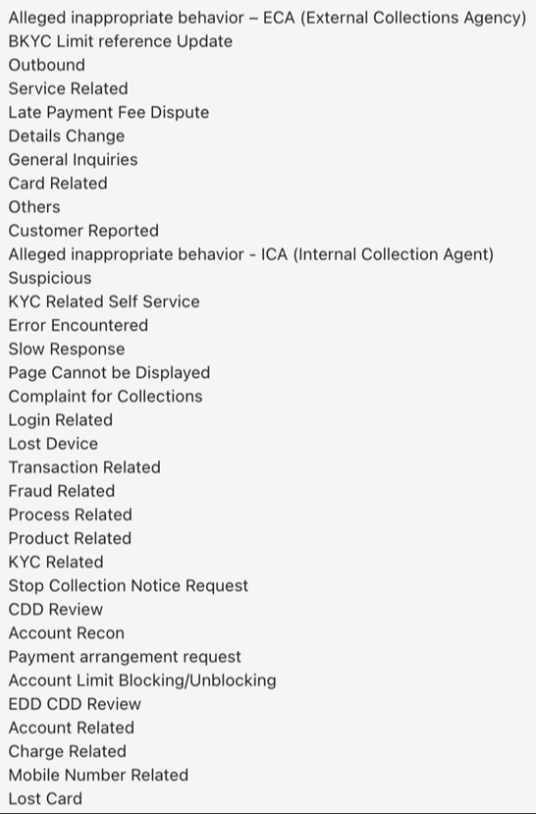 Alleged inappropriate behavior – ECA (External Collections Agency)
BKYC Limit reference Update
Outbound
Service Related
Late Payment Fee Dispute
Details Change
General Inquiries
Card Related
Others
Customer Reported
Alleged inappropriate behavior - ICA (Internal Collection Agent)
Suspicious
KYC Related Self Service
Error Encountered
Slow Response
Page Cannot be Displayed
Complaint for Collections
Login Related
Lost Device
Transaction Related
Fraud Related
Process Related
Product Related
KYC Related
Stop Collection Notice Request
CDD Review
Account Recon
Payment arrangement request
Account Limit Blocking/Unblocking
EDD CDD Review
Account Related
Charge Related
Mobile Number Related
Lost Card